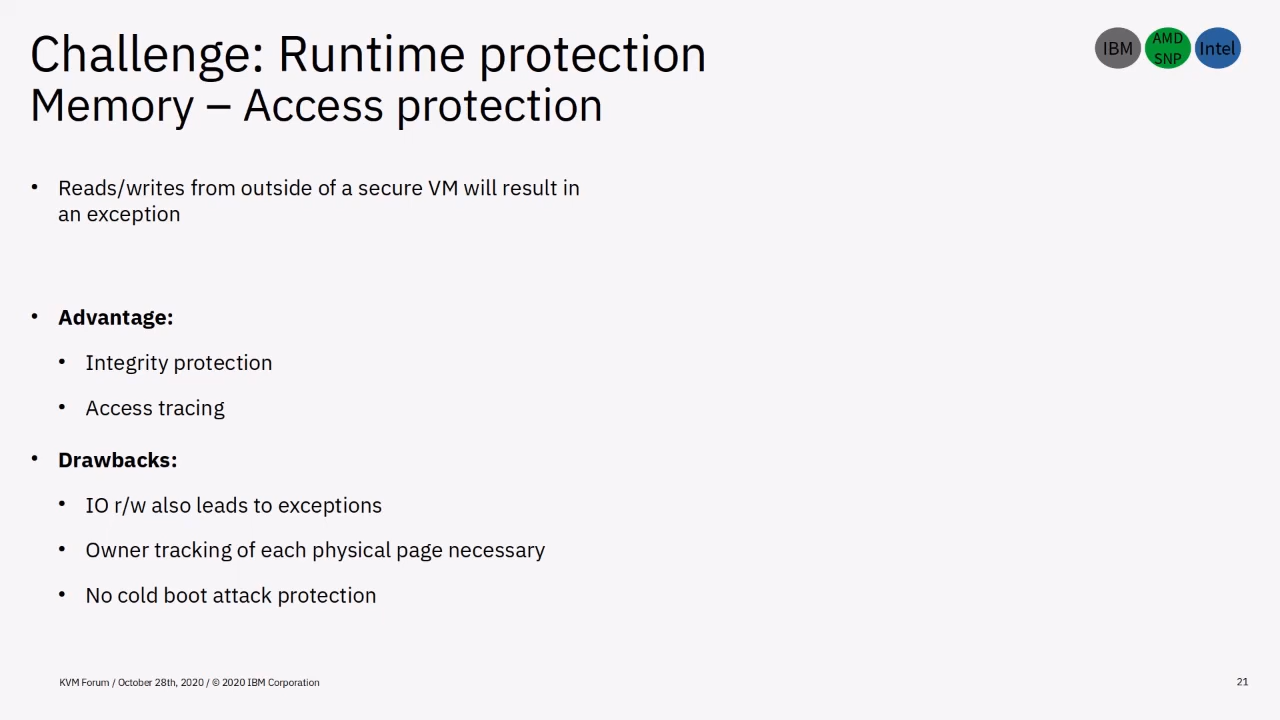 Challenge: Runtime protection
Memory – Access protection
IBM
AMD
SNP
Intel
• Reads/writes from outside of a secure VM will result in
an exception
• Advantage:
• Integrity protection
• Access tracing
• Drawbacks:
• IO r/w also leads to exceptions
• Owner tracking of each physical page necessary
• No cold boot attack protection
KVM Forum / October 28th, 2020 / © 2020 IBM Corporation
21